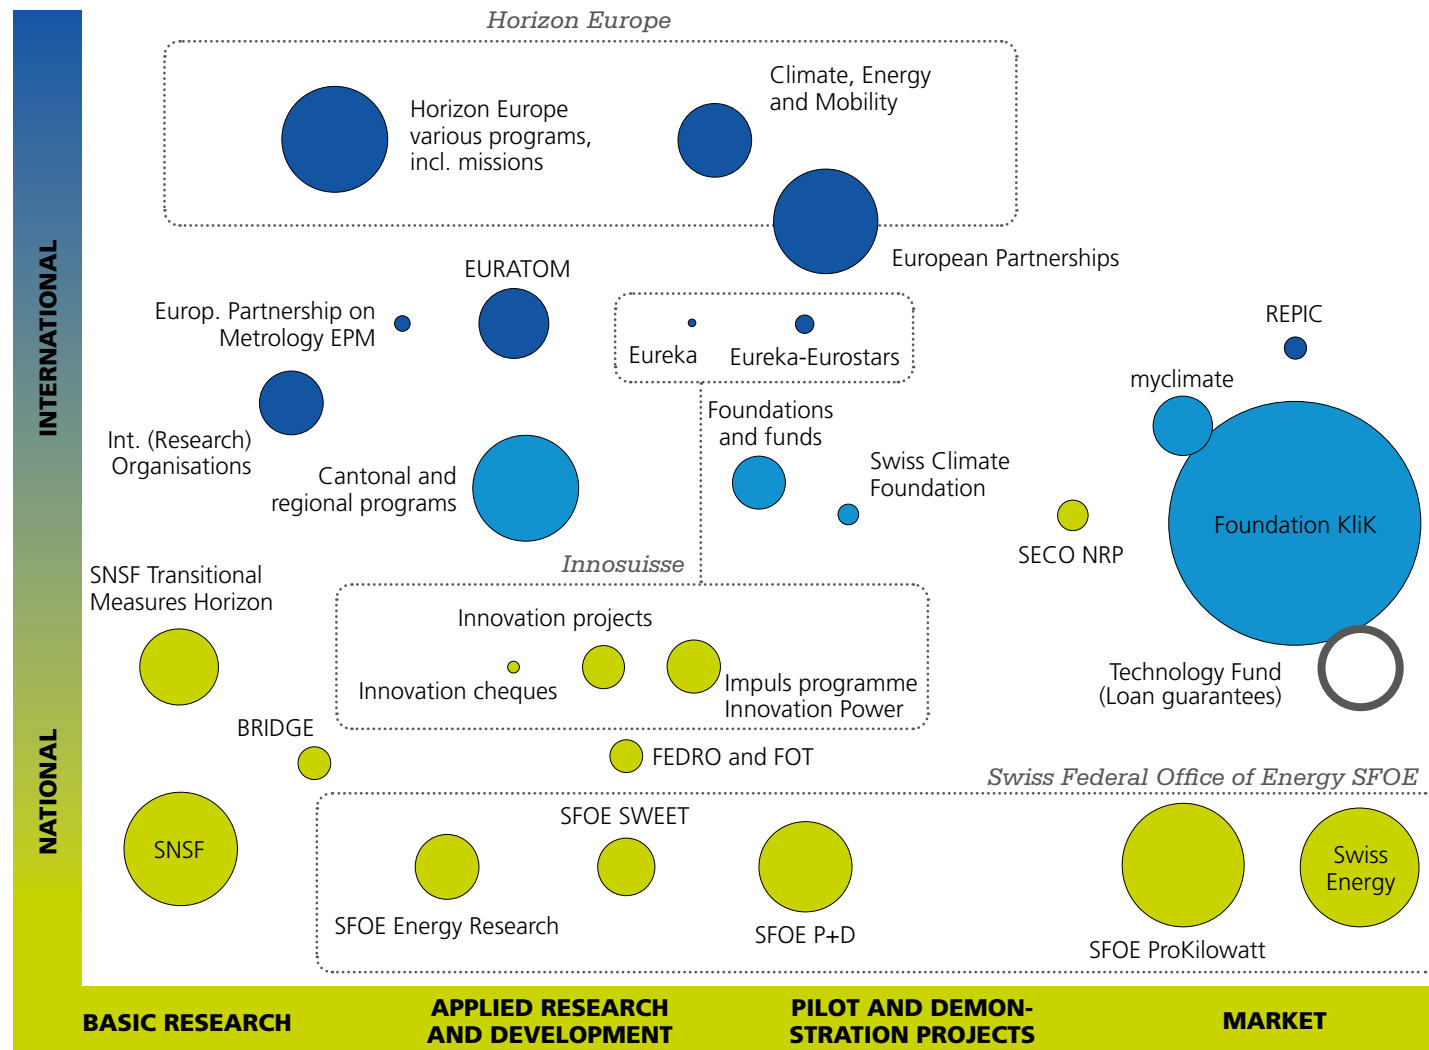 Horizon Europe
Climate, Energy
and Mobility
Horizon Europe
various programs,
incl. missions
European Partnerships
EURATOM
Europ. Partnership on
Metrology EPM
Eureka
Eureka-Eurostars
REPIC
myclimate
Int. (Research)
Organisations
Foundations
and funds
Cantonal and
regional programs
Swiss Climate
Foundation
SECO NRP
Foundation KliK
INTERNATIONAL
Innosuisse
SNSF Transitional
Measures Horizon
Innovation projects
Innovation cheques
Impuls programme
Innovation Power
Technology Fund
(Loan guarantees)
BRIDGE
FEDRO and FOT
NATIONAL
Swiss Federal Office of Energy SFOE
SFOE SWEET
SNSF
Swiss
Energy
SFOE Energy Research
SFOE P+D
SFOE ProKilowatt
BASIC RESEARCH
APPLIED RESEARCH
AND DEVELOPMENT
PILOT AND DEMON-
STRATION PROJECTS
MARKET